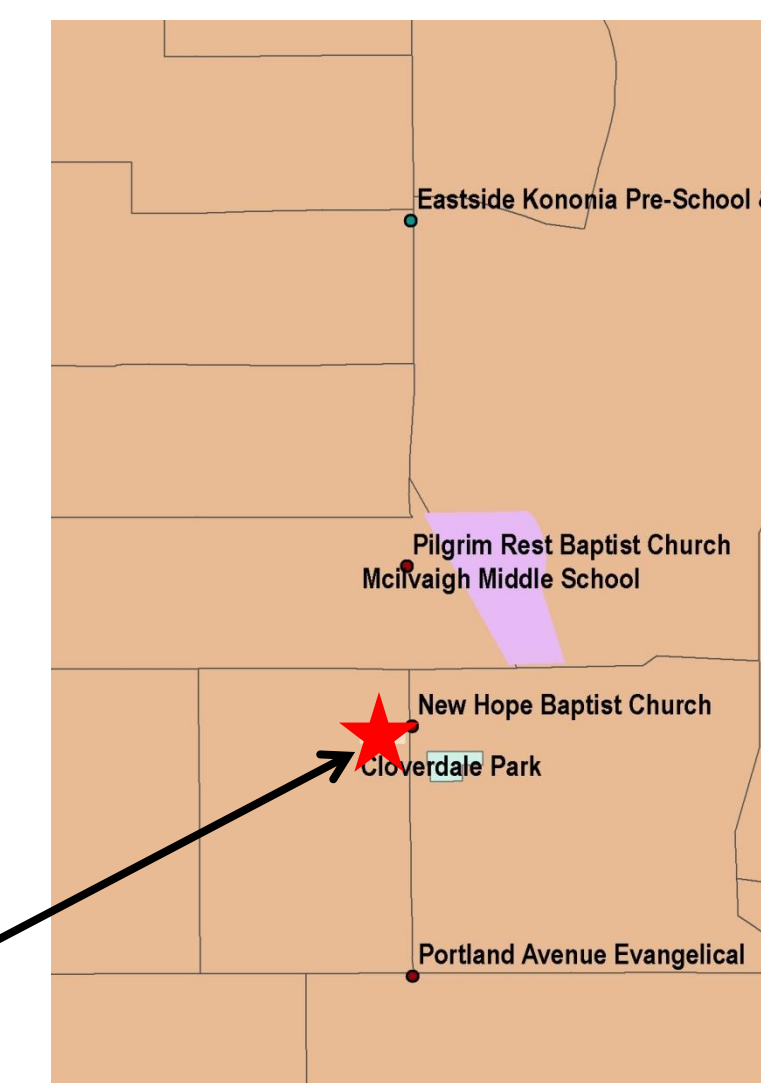 Eastside Kononia Pre-School &
Pilgrim Rest Baptist Church
Mcilvaigh Middle School
New Hope Baptist Church
Cloverdale Park
Portland Avenue Evangelical